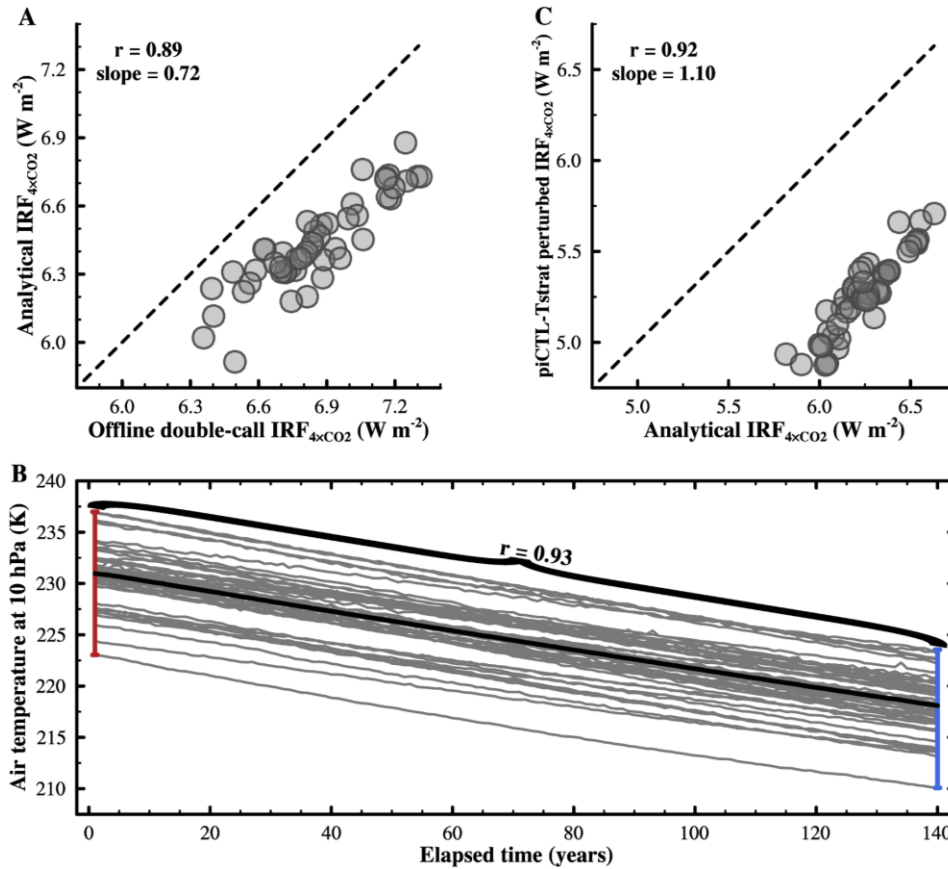 A
r = 0.89
slope = 0.72
7.2
6.9
6.6
6.3
6.0
Analytical IRF4×CO2 (W m-2)
6.0 6.3 6.6 6.9 7.2
Offline double-call IRF4×CO2 (W m-2)
C
r = 0.92
slope = 1.10
6.5
6.0
5.5
5.0
piCTL-Tstrat perturbed IRF4×CO2 (W m-2)
5.0 5.5 6.0 6.5
Analytical IRF4×CO2 (W m-2)
B
240
235
230
225
220
215
210
Air temperature at 10 hPa (K)
r = 0.93
0 20 40 60 80 100 120 140
Elapsed time (years)